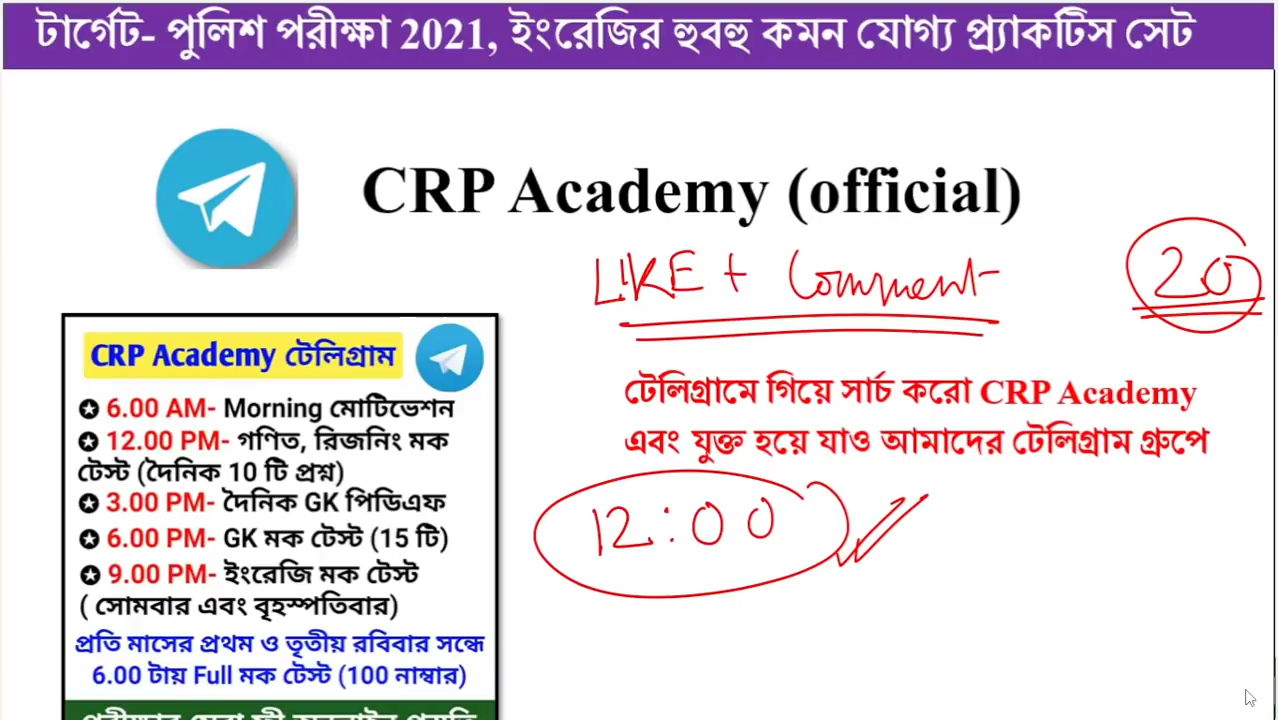 টার্গেট- পুলিশ পরীক্ষা 2021, ইংরেজির হুবহু কমন যোগ্য প্র্যাকটিস সেট
CRP Academy (official)
LIKE + Comment
20
CRP Academy টেলিগ্রাম
✪ 6.00 AM- Morning মোটিভেশন
✪ 12.00 PM- গণিত, রিজনিং মক
টেস্ট (দৈনিক 10 টি প্রশ্ন)
✪ 3.00 PM- দৈনিক GK পিডিএফ
✪ 6.00 PM- GK মক টেস্ট (15 টি)
✪ 9.00 PM- ইংরেজি মক টেস্ট
( সোমবার এবং বৃহস্পতিবার)
প্রতি মাসের প্রথম ও তৃতীয় রবিবার সন্ধে
6.00 টায় Full মক টেস্ট (100 নাম্বার)
টেলিগ্রামে গিয়ে সার্চ করো CRP Academy
এবং যুক্ত হয়ে যাও আমাদের টেলিগ্রাম গ্রুপে
12:00